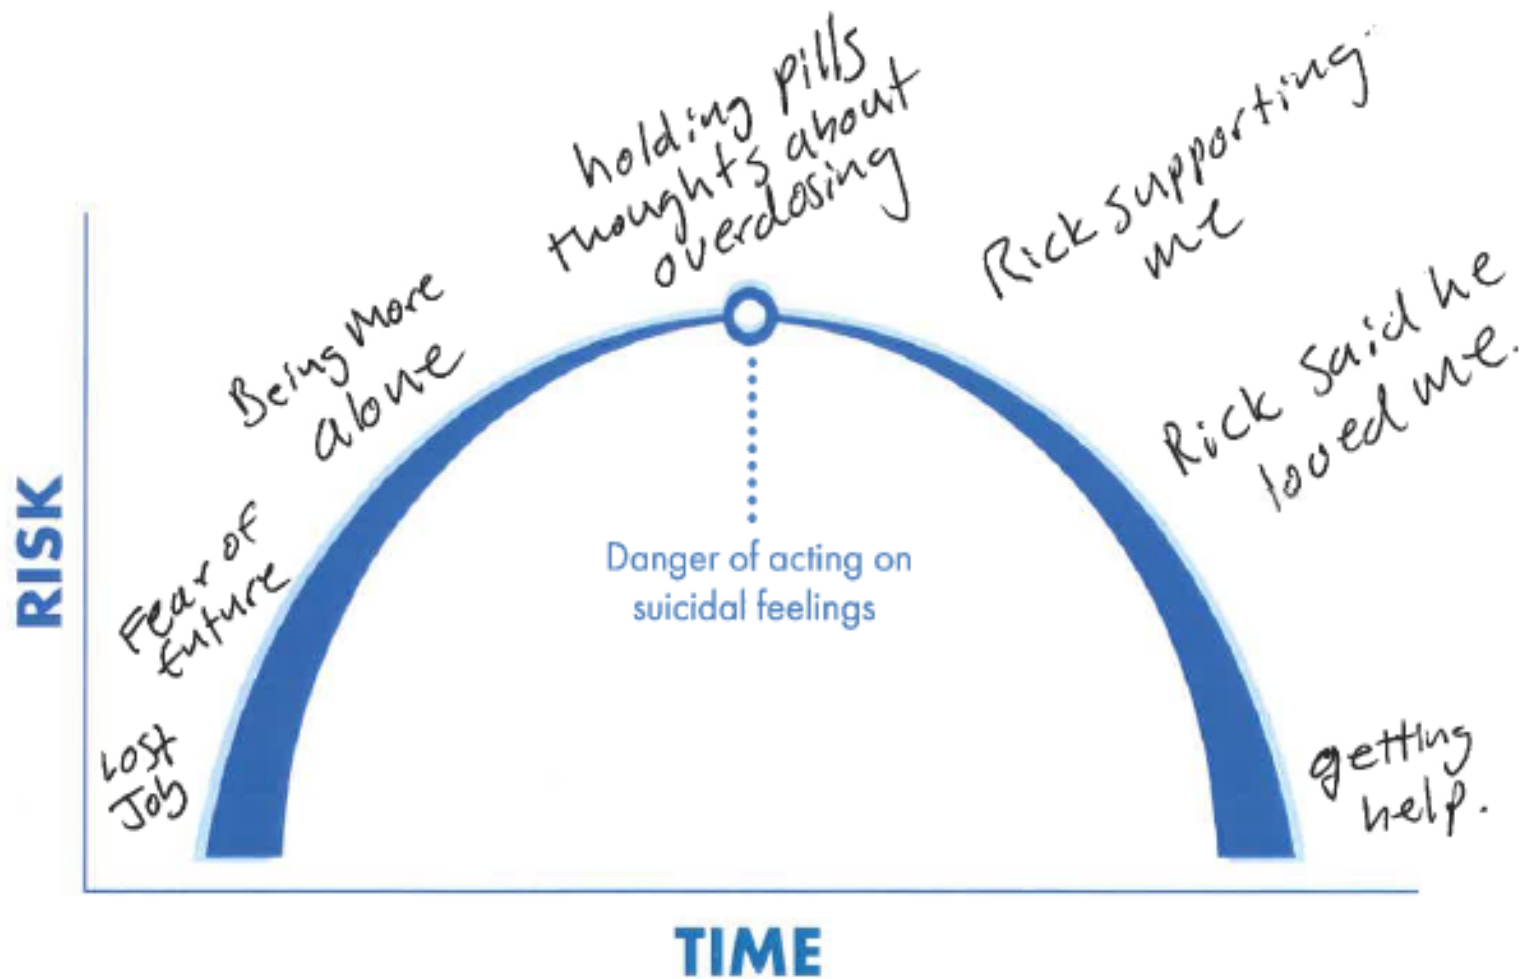 holding pills
thoughts about
overdosing
Rick supporting
me
Being More
alone
Rick said he
loved me.
Fear of
future
Lost
Job
getting
help.
RISK
Danger of acting on
suicidal feelings
TIME